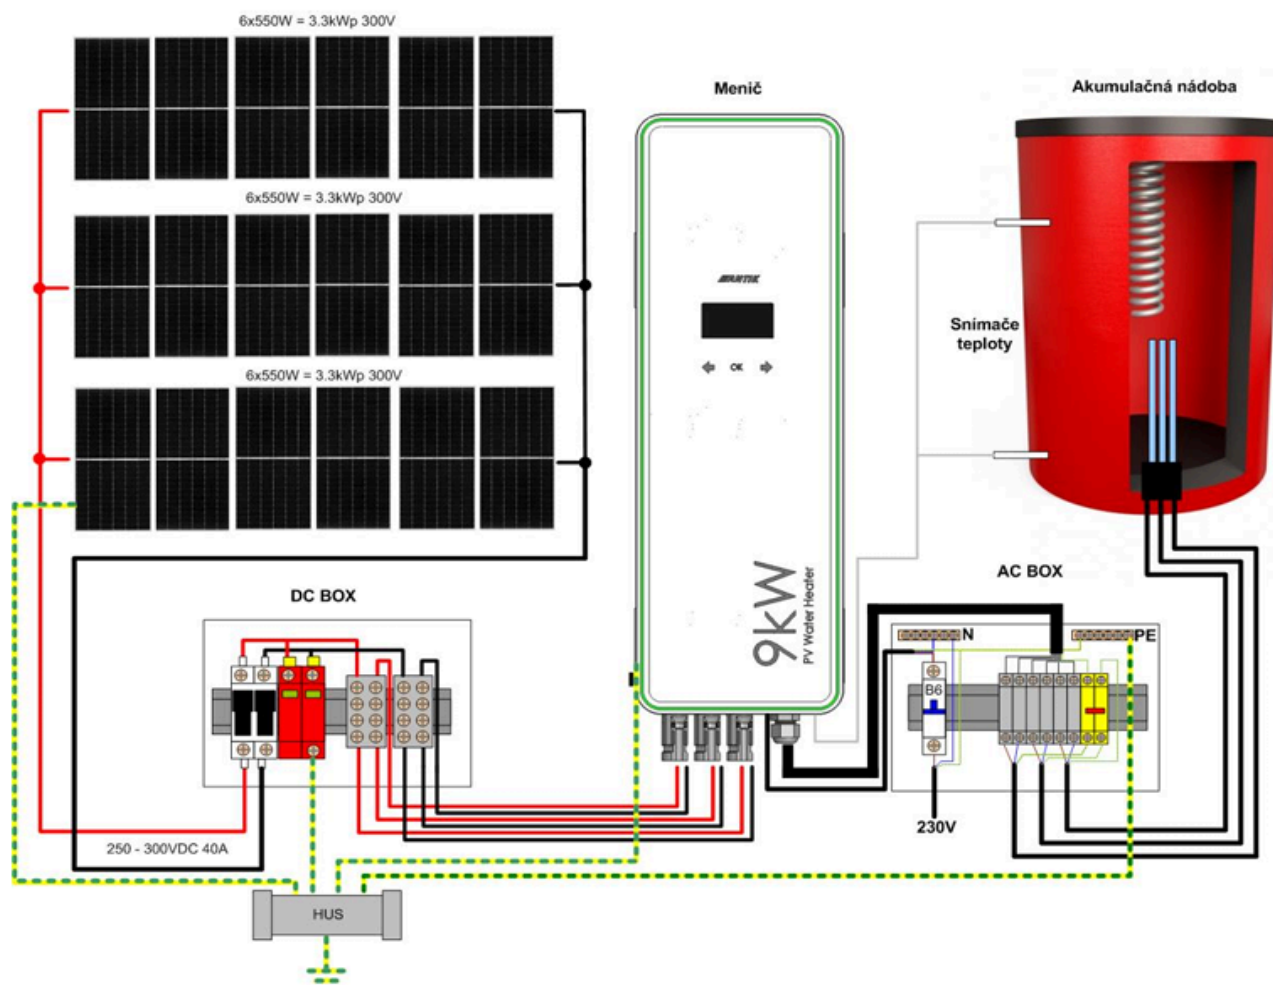 6x550W = 3.3kWp 300V
Menič
Akumulačná nádoba
6x550W = 3.3kWp 300V
Snímače
teploty
OK
6x550W = 3.3kWp 300V
9kW
PV Water Heater
DC BOX
AC BOX
N
PE
B6
230V
250 - 300VDC 40A
HUS